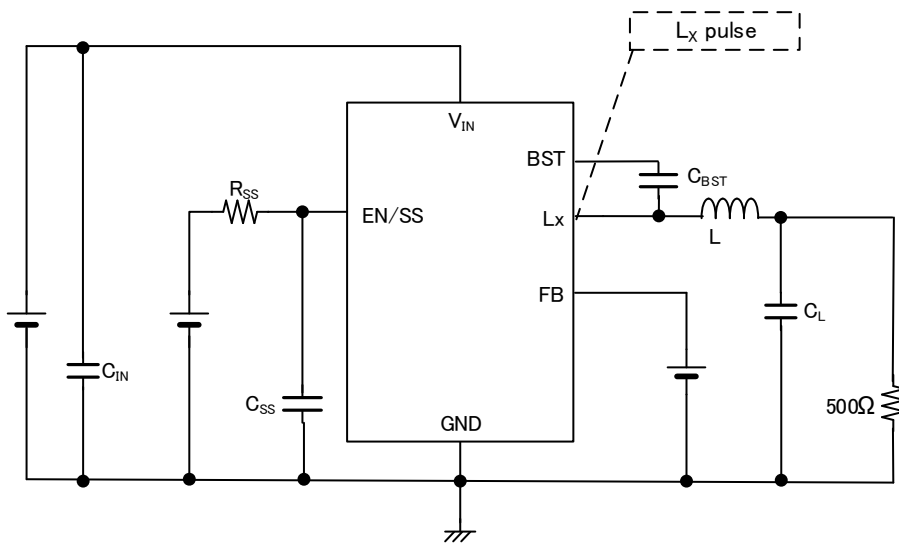 Lx pulse
VIN
BST
RSS
CBST
EN/SS
Lx
L
FB
CL
CIN
CSS
500Ω
GND